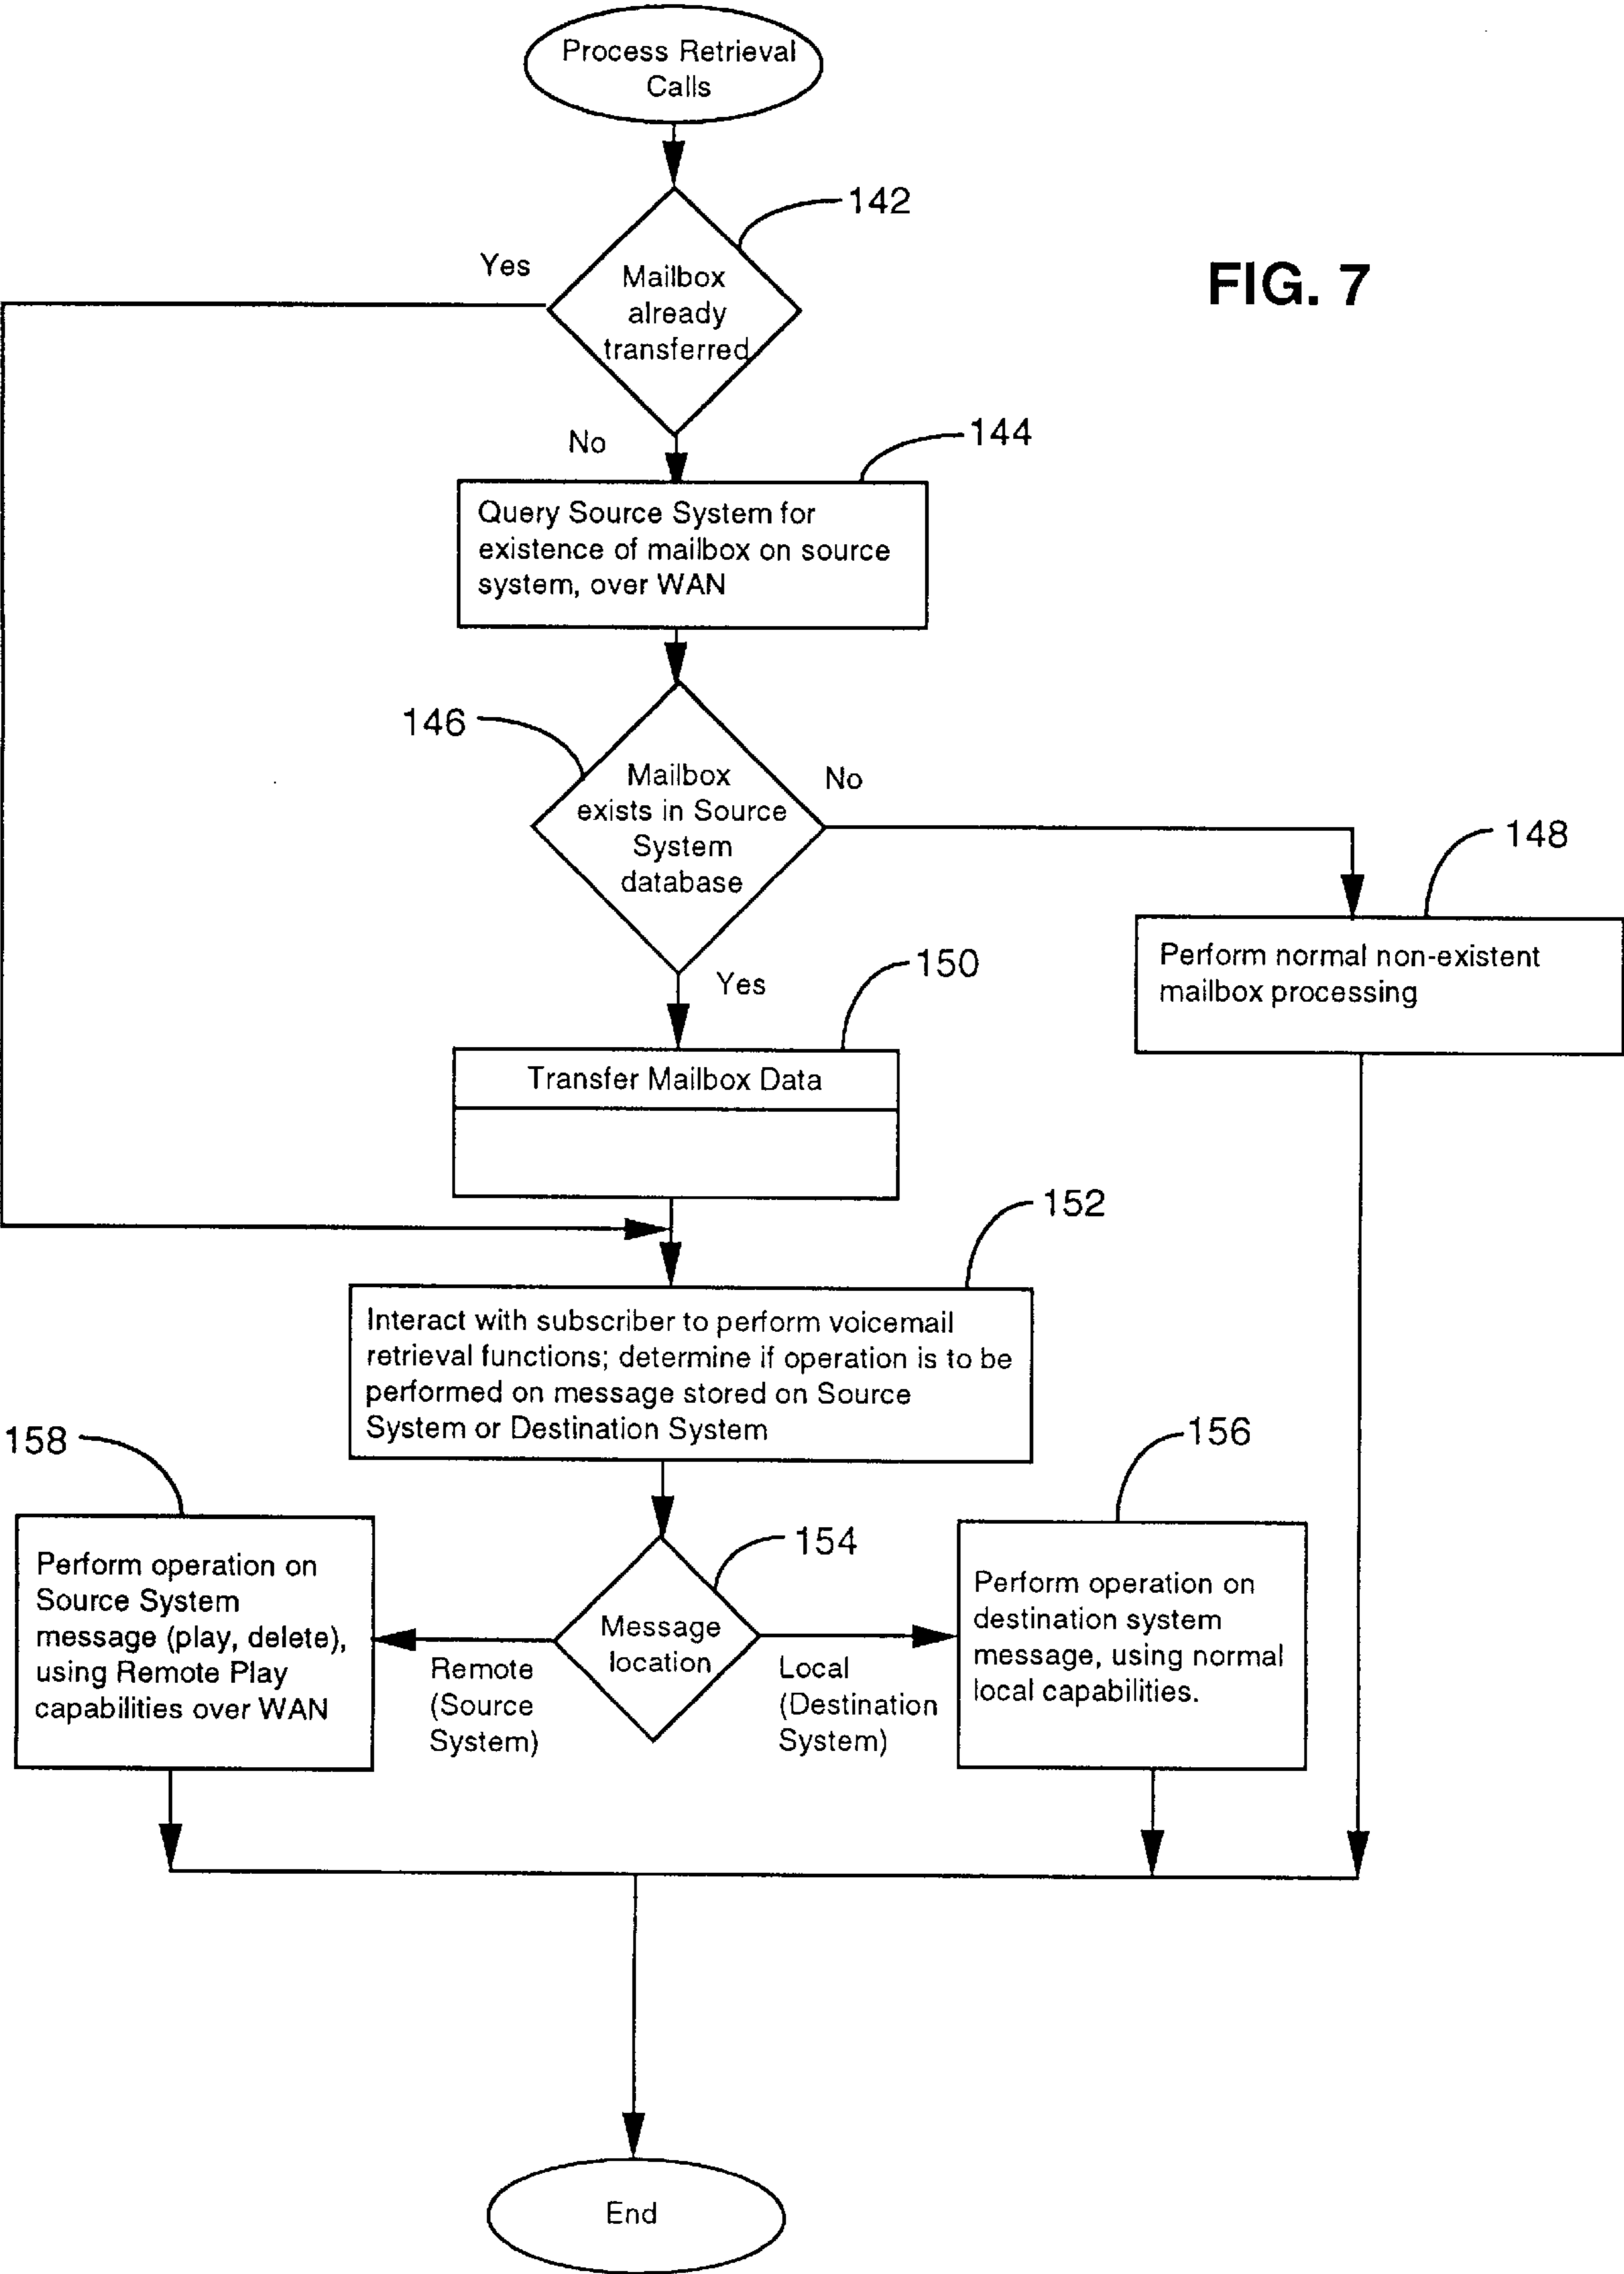 Process Retrieval
Calls
142
Yes
FIG. 7
Mailbox
already
transferred
No
144
Query Source System for
existence of mailbox on source
system, over WAN
146
Mailbox
exists in Source
System
database
No
148
Perform normal non-existent
mailbox processing
Yes
150
Transfer Mailbox Data
152
Interact with subscriber to perform voicemail
retrieval functions; determine if operation is to be
performed on message stored on Source
System or Destination System
158
Perform operation on
Source System
message (play, delete),
using Remote Play
capabilities over WAN
154
Message
location
Remote
(Source
System)
Local
(Destination
System)
156
Perform operation on
destination system
message, using normal
local capabilities.
End